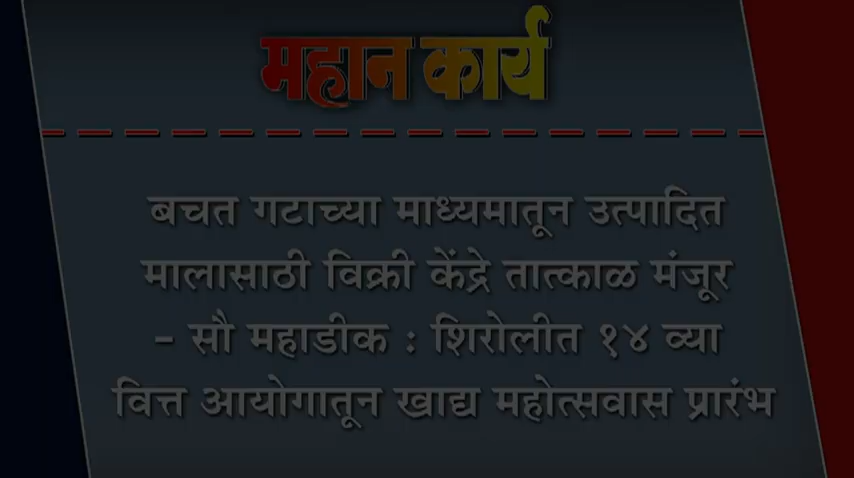 महान कार्य
बचत गटाच्या माध्यमातून उत्पादित
मालासाठी विक्री केंद्रे तात्काळ मंजूर
- सौ महाडीक : शिरोलीत १४ व्या
वित्त आयोगातून खाद्य महोत्सवास प्रारंभ